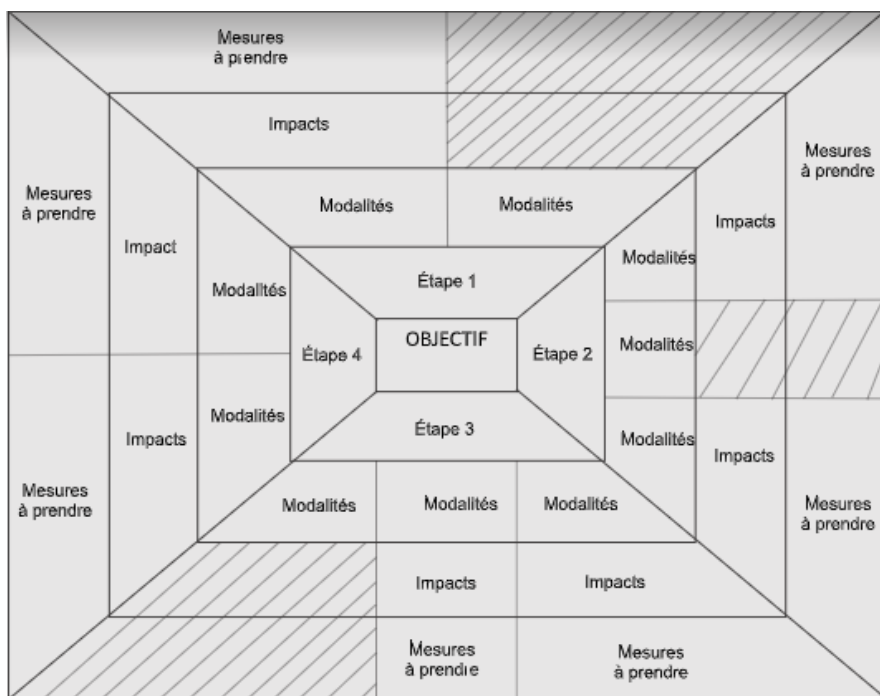 Mesures
à prendre
Impacts
Mesures
à prendre
Mesures
à prendre
Modalités
Modalités
Impacts
Impact
Modalités
Étape 1
Modalités
OBJECTIF
Étape 4
Étape 2
Modalités
Modalités
Étape 3
Modalités
Impacts
Impacts
Mesures
à prendre
Modalités
Modalités
Modalités
Mesures
à prendre
Impacts
Impacts
Mesures
à prendre
Mesures
à prendre